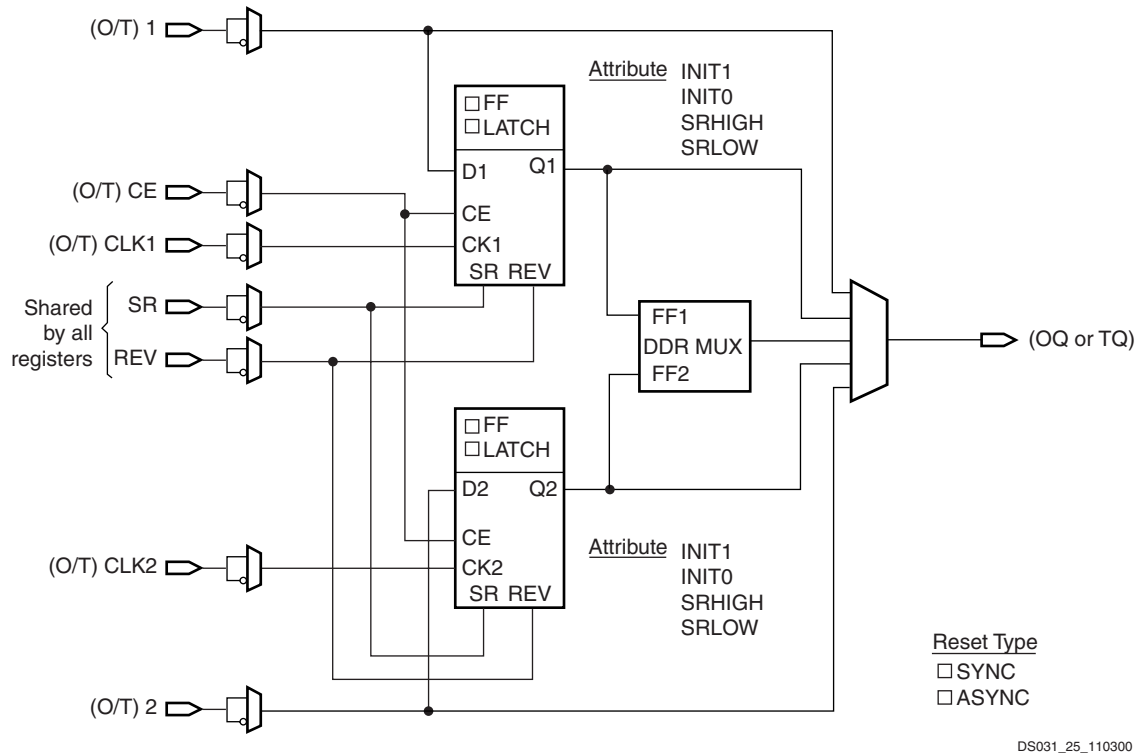 (O/T) 1
Attribute INIT1
INIT0
SRHIGH
SRLOW
□ FF
□ LATCH
D1 Q1
(O/T) CE
CE
(O/T) CLK1
CK1
SR REV
Shared
by all
registers
SR
REV
FF1
DDR MUX
FF2
(OQ or TQ)
□ FF
□ LATCH
D2 Q2
CE
Attribute INIT1
INIT0
SRHIGH
SRLOW
(O/T) CLK2
CK2
SR REV
Reset Type
□ SYNC
□ ASYNC
(O/T) 2
DS031_25_110300